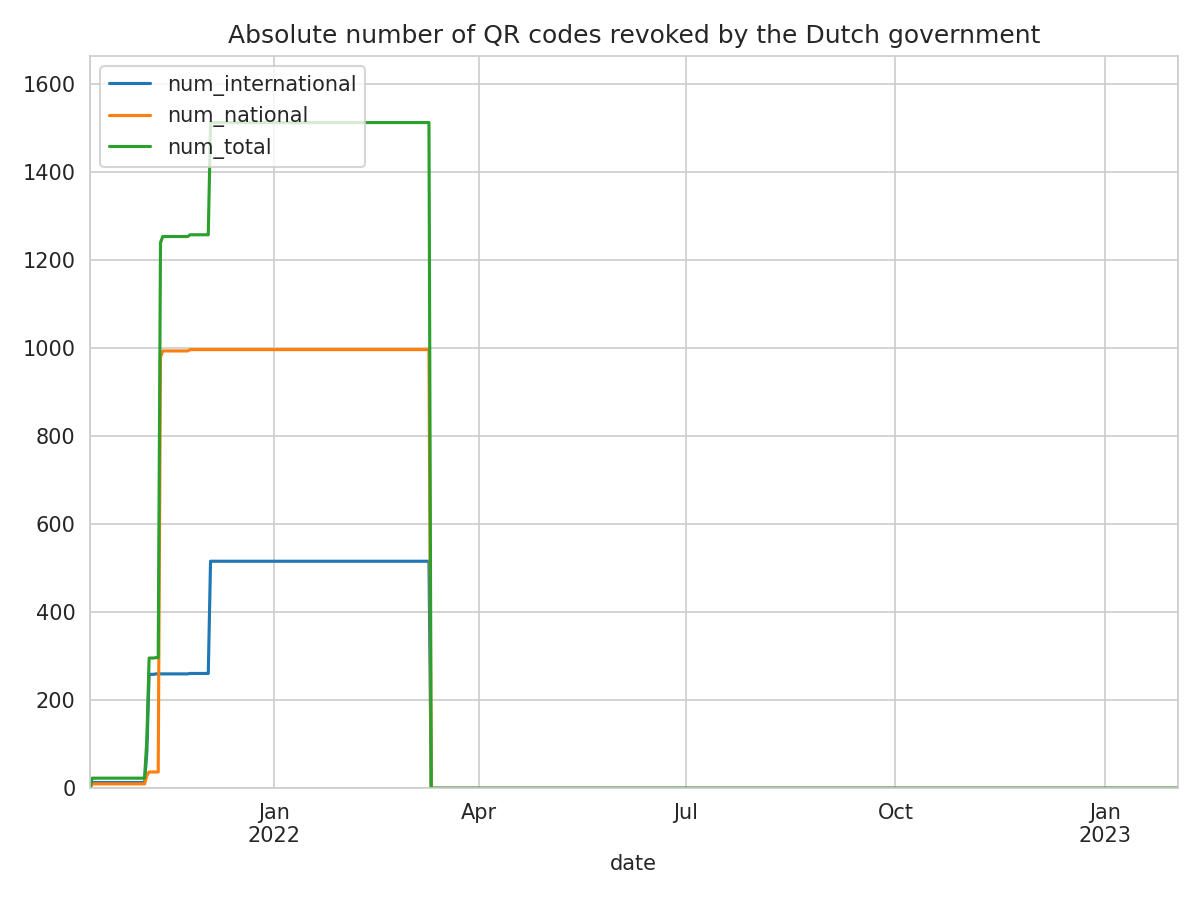 Absolute number of QR codes revoked by the Dutch government
num_international
num_national
num_total
1600
1400
1200
1000
800
600
400
200
0
Jan
2022
Apr
Jul
Oct
Jan
2023
date